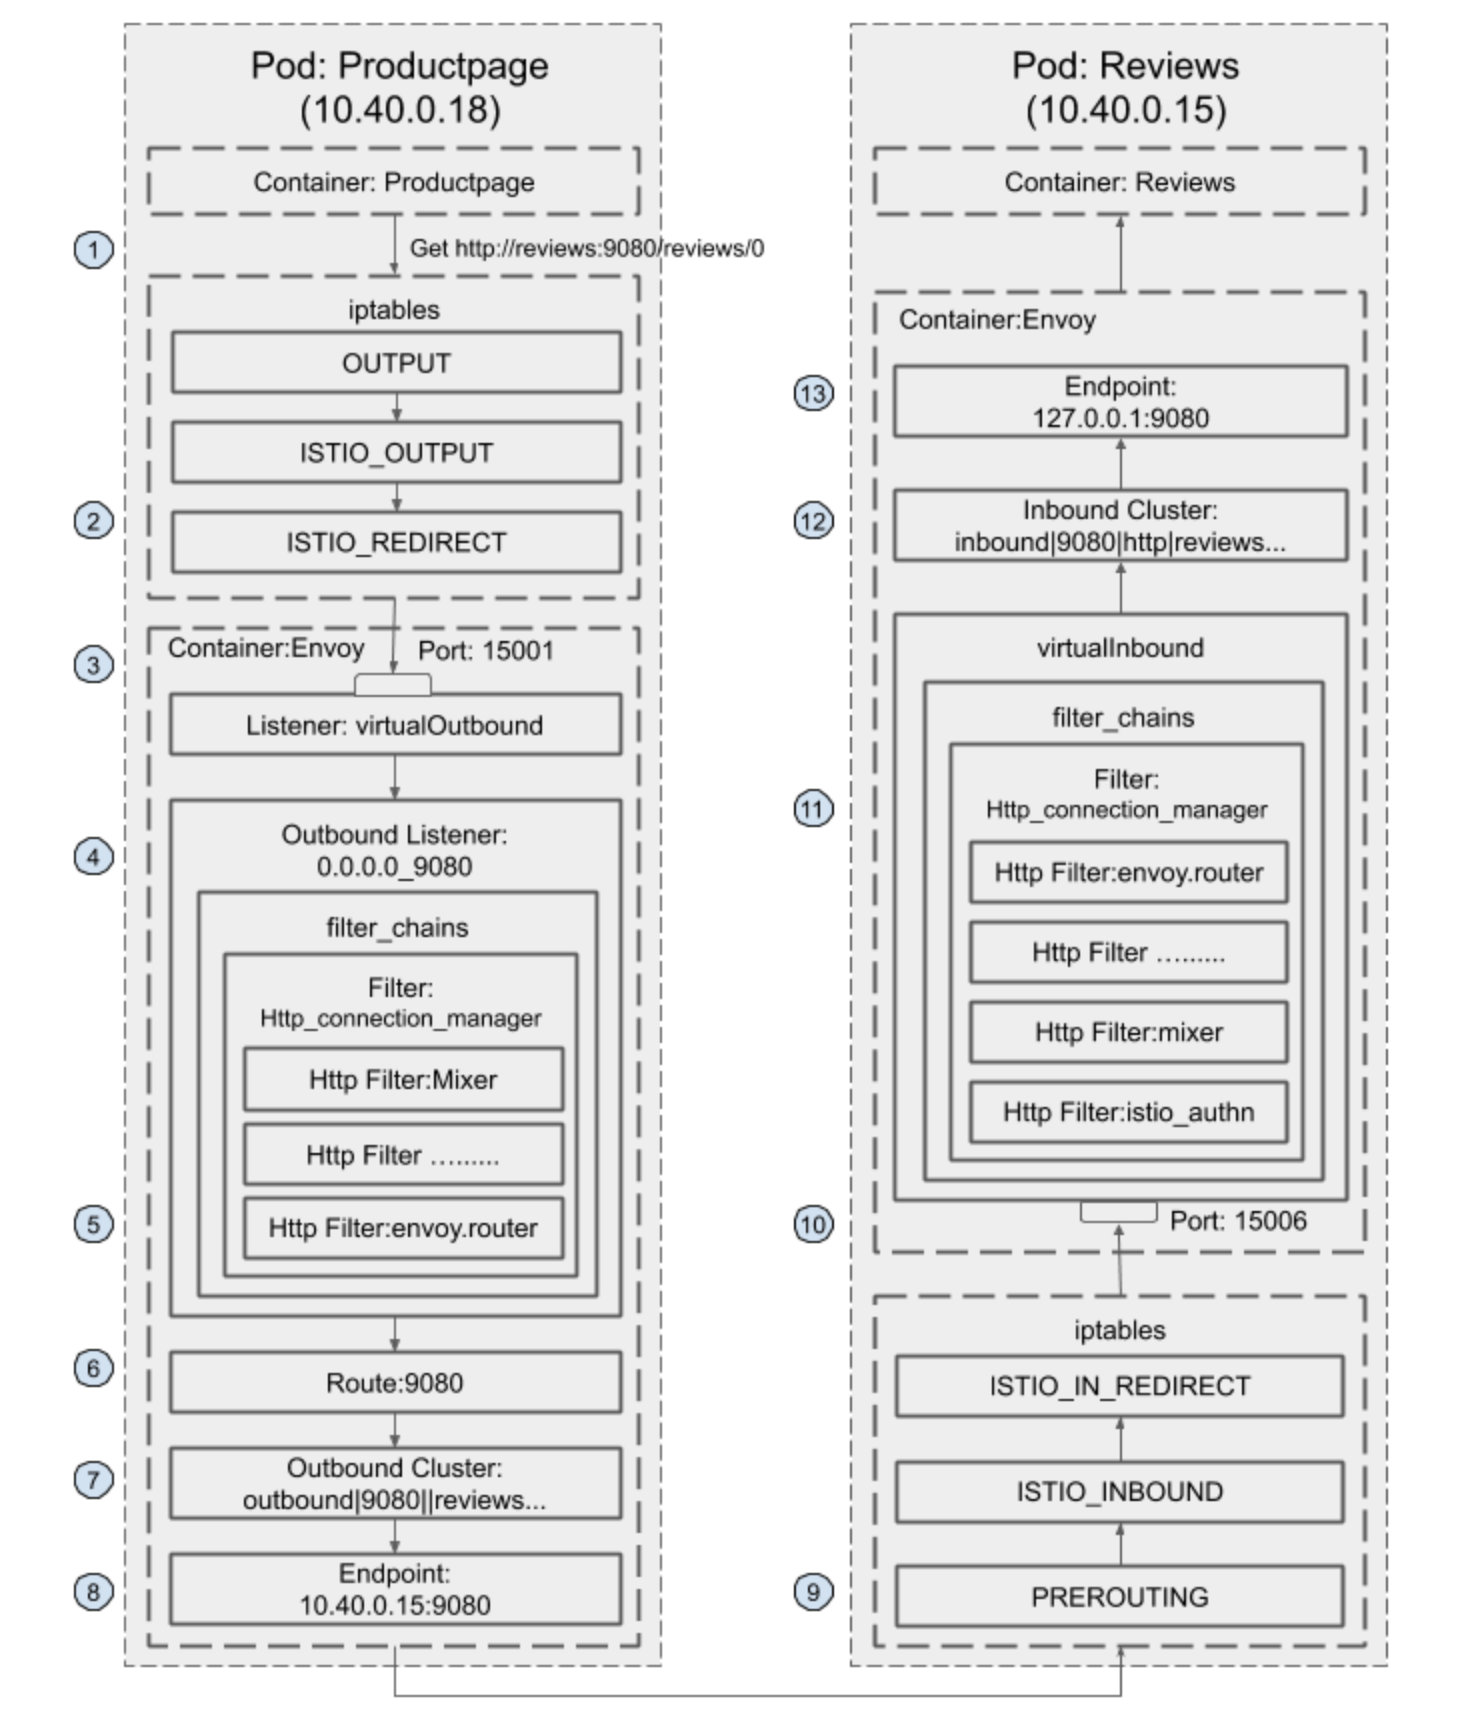 Pod: Productpage
(10.40.0.18)
Container: Productpage
1
Get http://reviews:9080/reviews/0
iptables
OUTPUT
ISTIO_OUTPUT
2
ISTIO_REDIRECT
3
Container:Envoy
Port: 15001
Listener: virtualOutbound
4
Outbound Listener:
0.0.0.0_9080
filter_chains
Filter:
Http_connection_manager
Http Filter:Mixer
Http Filter .........
5
Http Filter:envoy.router
6
Route:9080
7
Outbound Cluster:
outbound|9080||reviews...
8
Endpoint:
10.40.0.15:9080
Pod: Reviews
(10.40.0.15)
Container: Reviews
Container:Envoy
13
Endpoint:
127.0.0.1:9080
12
Inbound Cluster:
inbound|9080|http|reviews...
virtualInbound
filter_chains
Filter:
Http_connection_manager
11
Http Filter:envoy.router
Http Filter .........
Http Filter:mixer
Http Filter:istio_authn
10
Port: 15006
iptables
ISTIO_IN_REDIRECT
ISTIO_INBOUND
9
PREROUTING